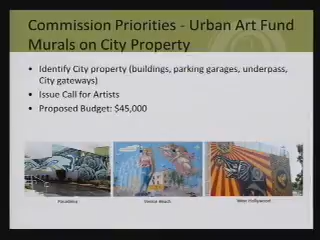 Commission Priorities - Urban Art Fund
Murals on City Property
• Identify City property (buildings, parking garages, underpass,
City gateways)
• Issue Call for Artists
• Proposed Budget: $45,000
Pasadena
Venice Beach
West Hollywood